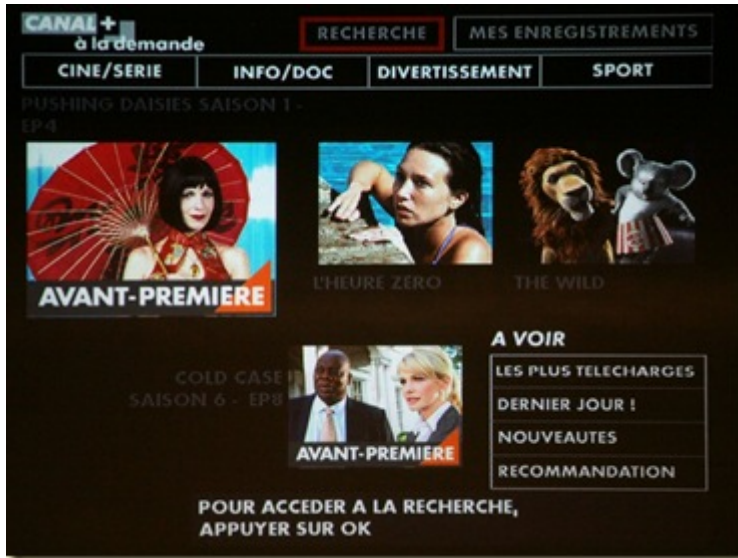 CANAL+
à la demande
RECHERCHE
MES ENREGISTREMENTS
CINE/SERIE
INFO/DOC
DIVERTISSEMENT
SPORT
PUSHING DAISIES SAISON 1 -
EP4
AVANT-PREMIERE
L'HEURE ZERO
THE WILD
COLD CASE
SAISON 6 - EP8
AVANT-PREMIERE
A VOIR
LES PLUS TELECHARGES
DERNIER JOUR !
NOUVEAUTES
RECOMMANDATION
POUR ACCEDER A LA RECHERCHE,
APPUYER SUR OK